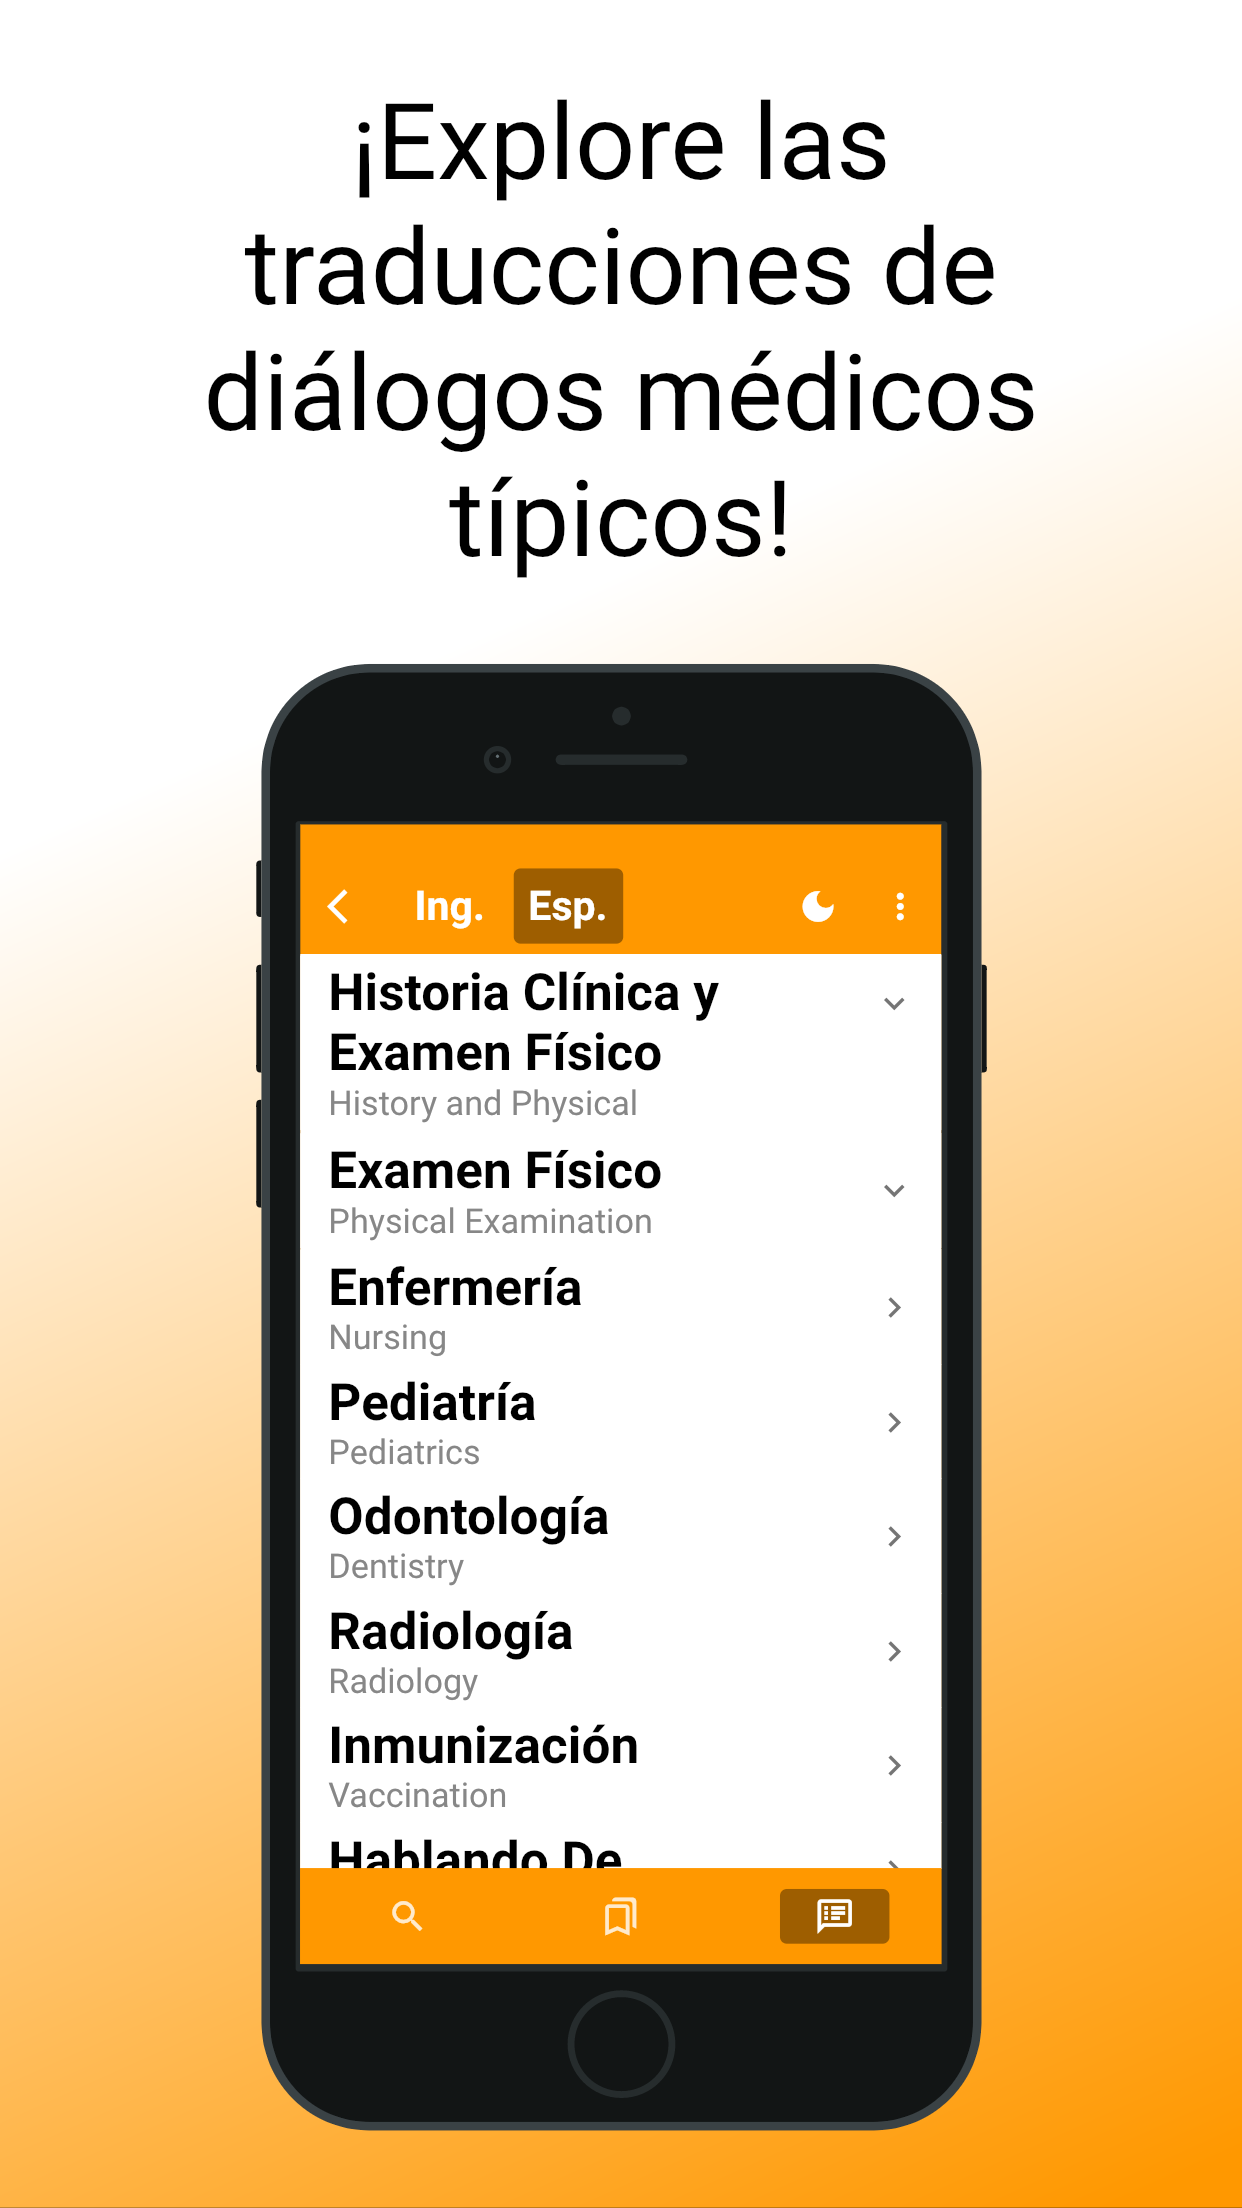 ¡Explore las
traducciones de
diálogos médicos
típicos!
Ing. Esp.
Historia Clínica y
Examen Físico
History and Physical
Examen Físico
Physical Examination
Enfermería
Nursing
Pediatría
Pediatrics
Odontología
Dentistry
Radiología
Radiology
Inmunización
Vaccination
Hablando De